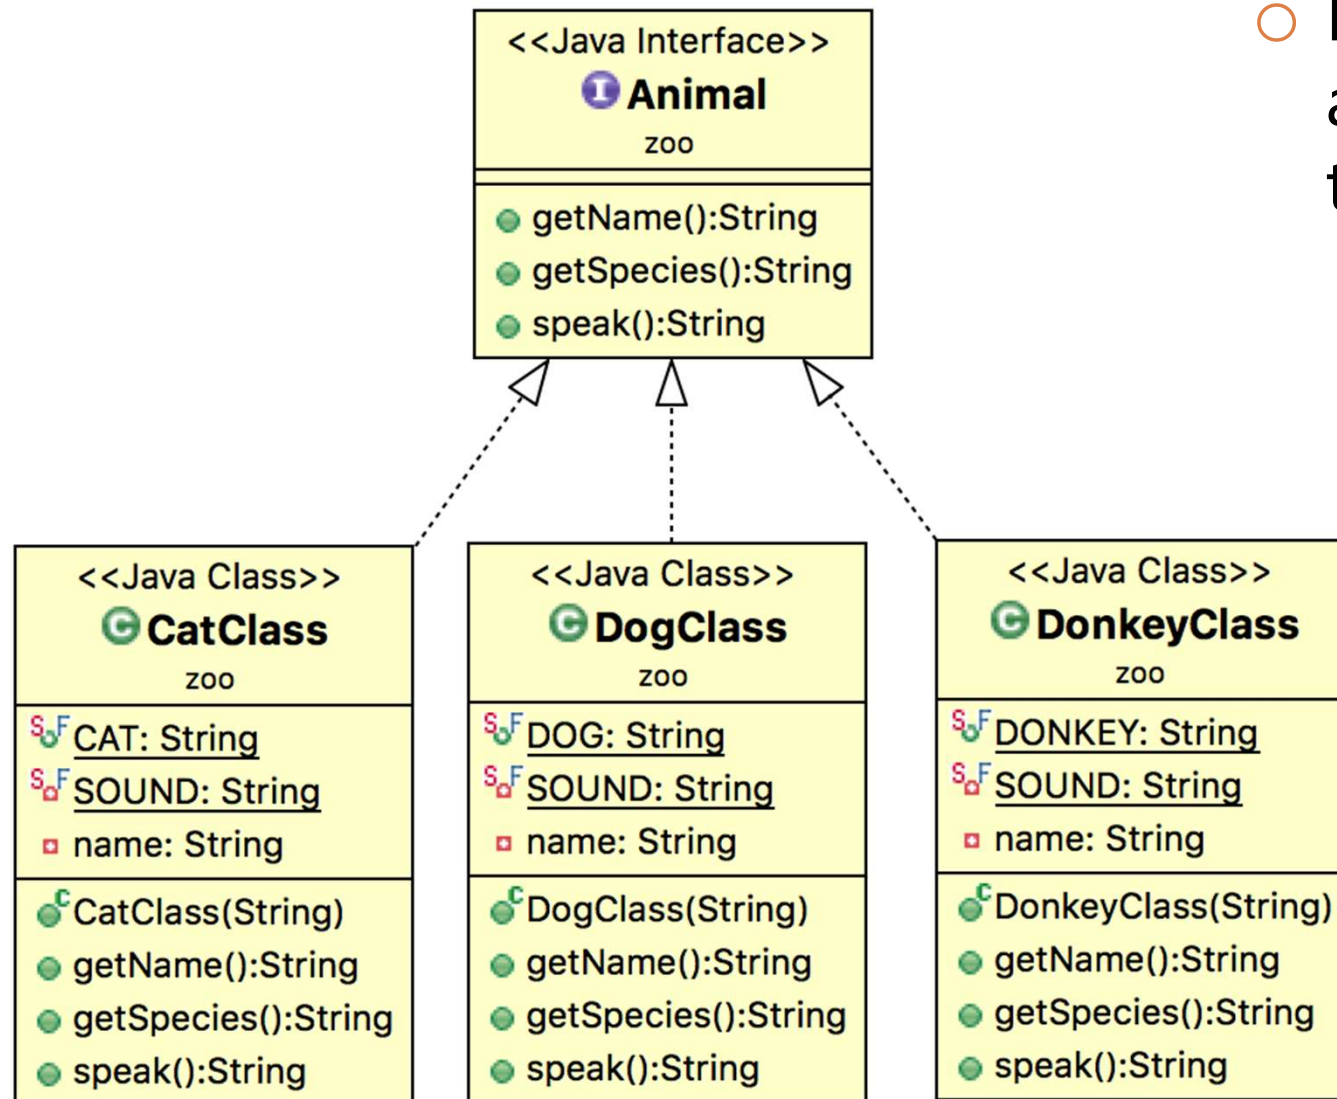 <<Java Interface>>
Animal
zoo
getName():String
getSpecies():String
speak():String
<<Java Class>>
CatClass
zoo
CAT: String
SOUND: String
name: String
CatClass(String)
getName():String
getSpecies():String
speak():String
<<Java Class>>
DogClass
zoo
DOG: String
SOUND: String
name: String
DogClass(String)
getName():String
getSpecies():String
speak():String
<<Java Class>>
DonkeyClass
zoo
DONKEY: String
SOUND: String
name: String
DonkeyClass(String)
getName():String
getSpecies():String
speak():String